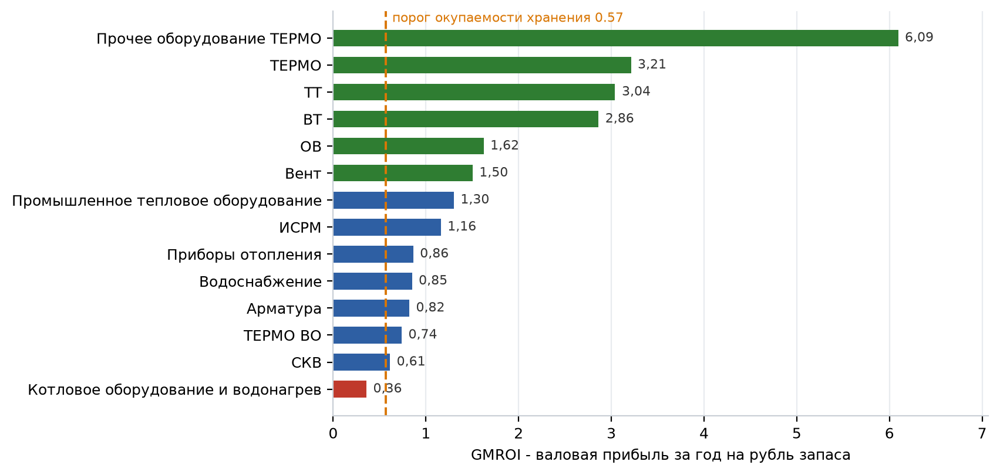 порог окупаемости хранения 0.57
Прочее оборудование ТЕРМО 6,09
ТЕРМО 3,21
ТТ 3,04
ВТ 2,86
ОВ 1,62
Вент 1,50
Промышленное тепловое оборудование 1,30
ИСРМ 1,16
Приборы отопления 0,86
Водоснабжение 0,85
Арматура 0,82
ТЕРМО ВО 0,74
СКВ 0,61
Котловое оборудование и водонагрев 0,36
0 1 2 3 4 5 6 7
GMROI - валовая прибыль за год на рубль запаса